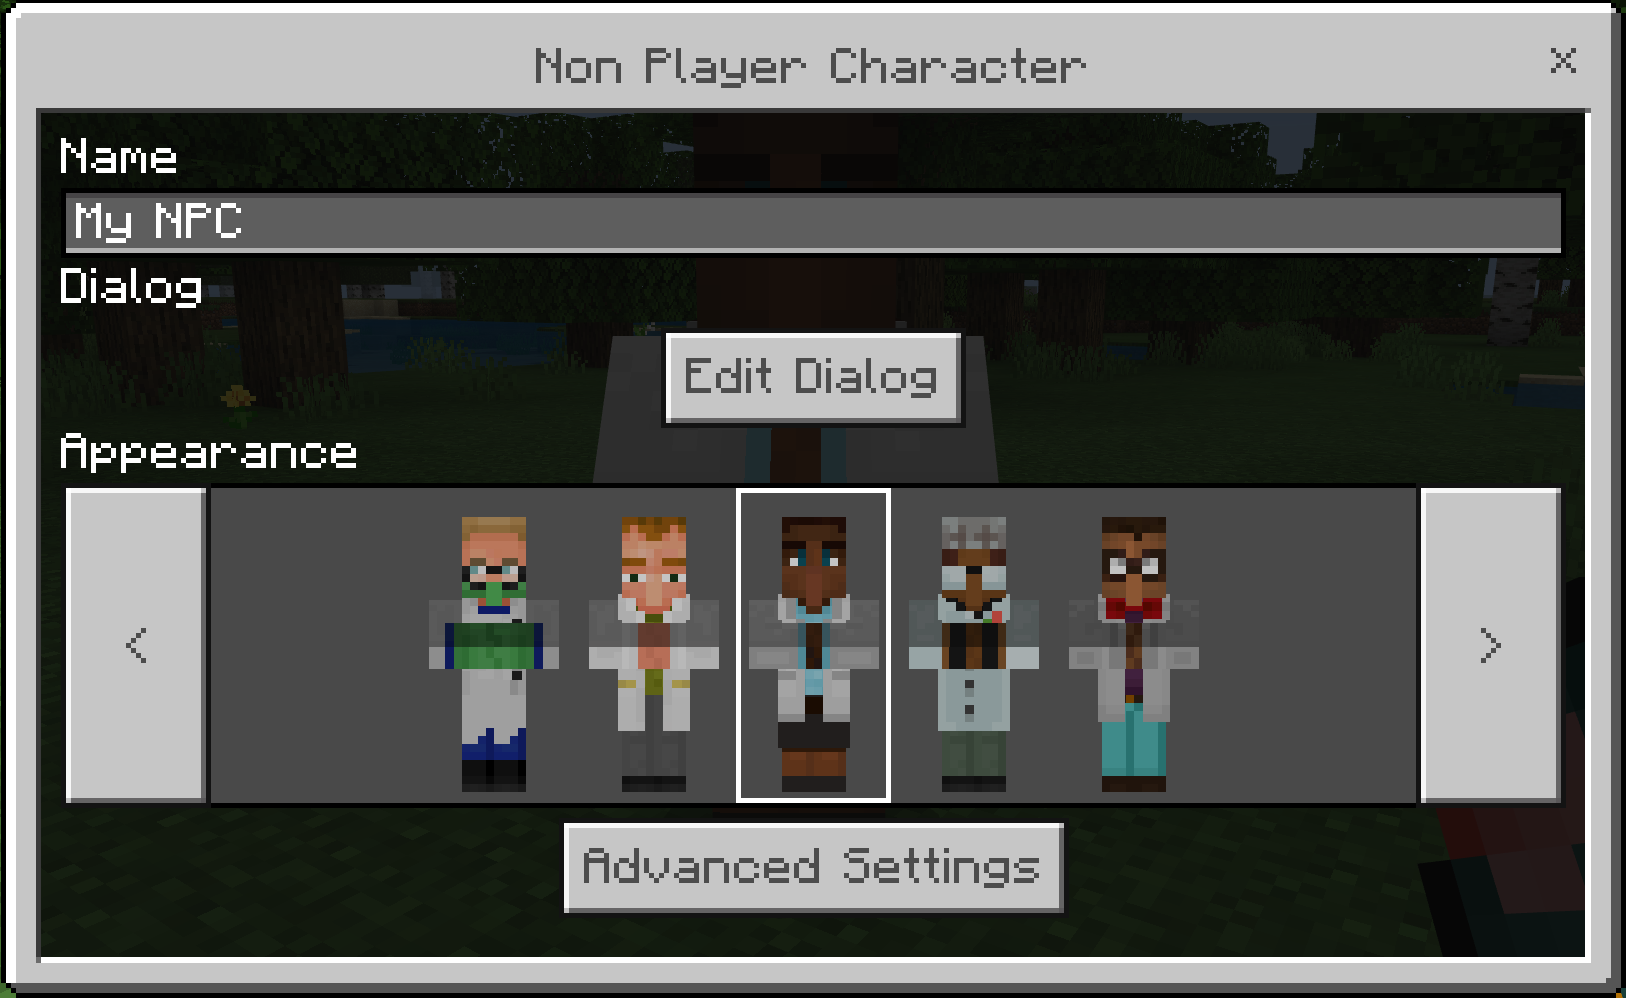 Non Player Character
Name
My NPC
Dialog
Edit Dialog
Appearance
Advanced Settings